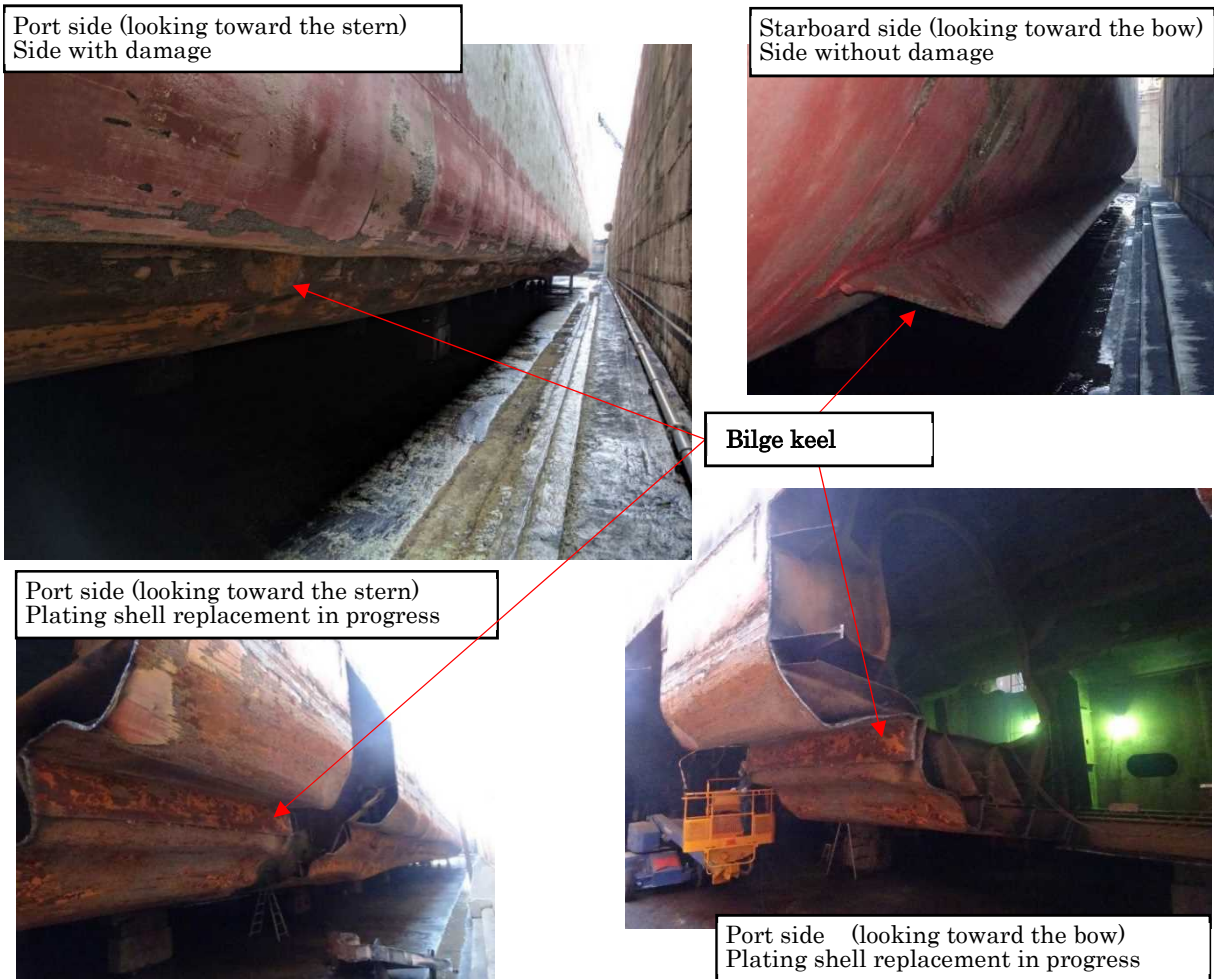 Port side (looking toward the stern)
Side with damage
Starboard side (looking toward the bow)
Side without damage
Bilge keel
Port side (looking toward the stern)
Plating shell replacement in progress
Port side (looking toward the bow)
Plating shell replacement in progress